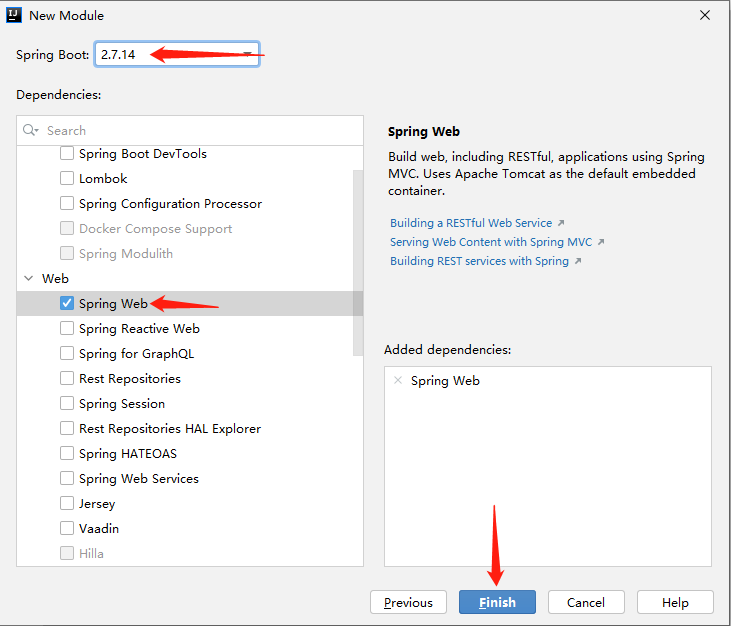 New Module
Spring Boot:
2.7.14
Dependencies:
Search
Spring Boot DevTools
Lombok
Spring Configuration Processor
Docker Compose Support
Spring Modulith
Web
Spring Web
Spring Reactive Web
Spring for GraphQL
Rest Repositories
Spring Session
Rest Repositories HAL Explorer
Spring HATEOAS
Spring Web Services
Jersey
Vaadin
Hilla
Spring Web
Build web, including RESTful, applications using Spring
MVC. Uses Apache Tomcat as the default embedded
container.
Building a RESTful Web Service
Serving Web Content with Spring MVC
Building REST services with Spring
Added dependencies:
Spring Web
Previous
Finish
Cancel
Help